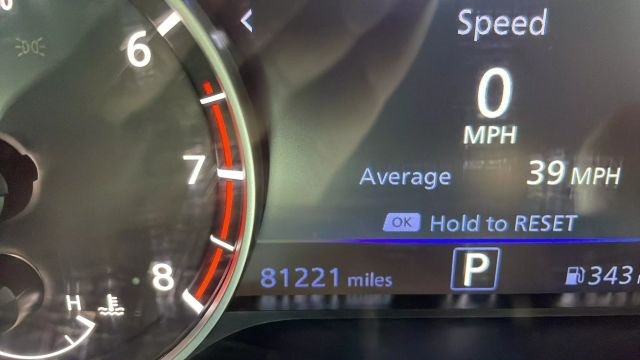 Speed
6
0
MPH
7
Average 39 MPH
OK Hold to RESET
8
81221 miles P 343
H